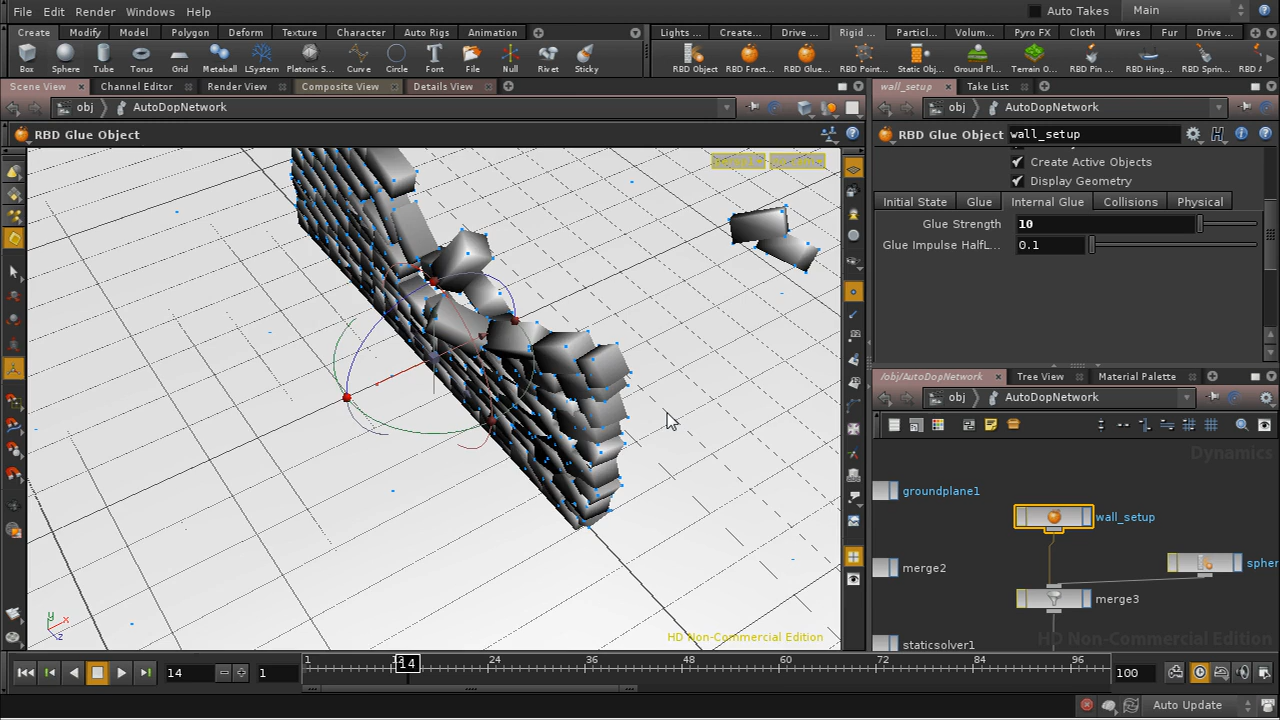 File Edit Render Windows Help
Auto Takes Main
Create Modify Model Polygon Deform Texture Character Auto Rigs Animation
Lights ... Create... Drive ... Rigid ... Particl... Volum... Pyro FX Cloth Wires Fur Drive ...
Box Sphere Tube Torus Grid Metaball LSystem Platonic S... Curve Circle Font File Null Rivet Sticky
RBD Object RBD Fract... RBD Glue... RBD Point... Static Obj... Ground Pl... Terrain O... RBD Pin ... RBD Hing... RBD Sprin... RBD
Scene View Channel Editor Render View Composite View Details View
wall_setup Take List
obj AutoDopNetwork
obj AutoDopNetwork
RBD Glue Object
RBD Glue Object wall_setup
Create Active Objects
Display Geometry
Initial State Glue Internal Glue Collisions Physical
Glue Strength 10
Glue Impulse HalfL... 0.1
/obj/AutoDopNetwork Tree View Material Palette
obj AutoDopNetwork
Dynamics
groundplane1
wall_setup
spher
merge2
merge3
staticsolver1
y x z
HD Non-Commercial Edition
HD Non-Commercial Edition
14 1
1 14 24 36 48 60 72 84 96
100
Auto Update